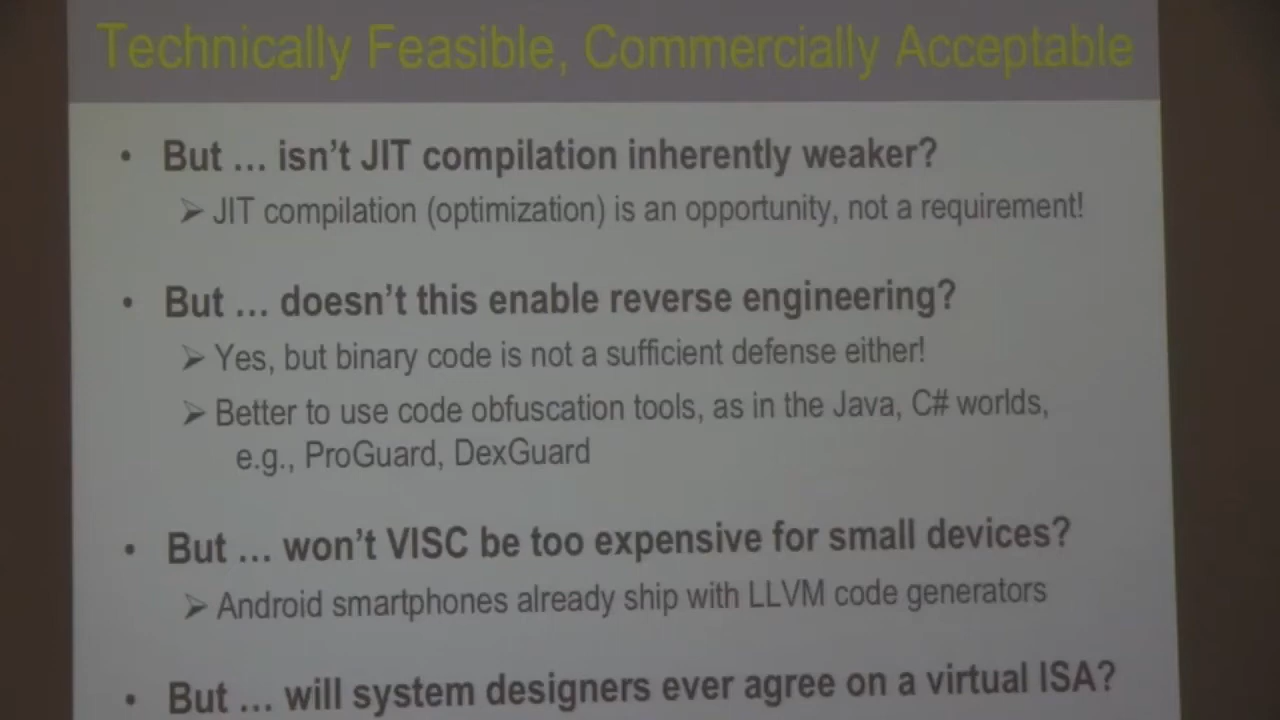 Technically Feasible, Commercially Acceptable
• But ... isn't JIT compilation inherently weaker?
➢ JIT compilation (optimization) is an opportunity, not a requirement!
• But ... doesn't this enable reverse engineering?
➢ Yes, but binary code is not a sufficient defense either!
➢ Better to use code obfuscation tools, as in the Java, C# worlds,
e.g., ProGuard, DexGuard
• But ... won't VISC be too expensive for small devices?
➢ Android smartphones already ship with LLVM code generators
• But ... will system designers ever agree on a virtual ISA?